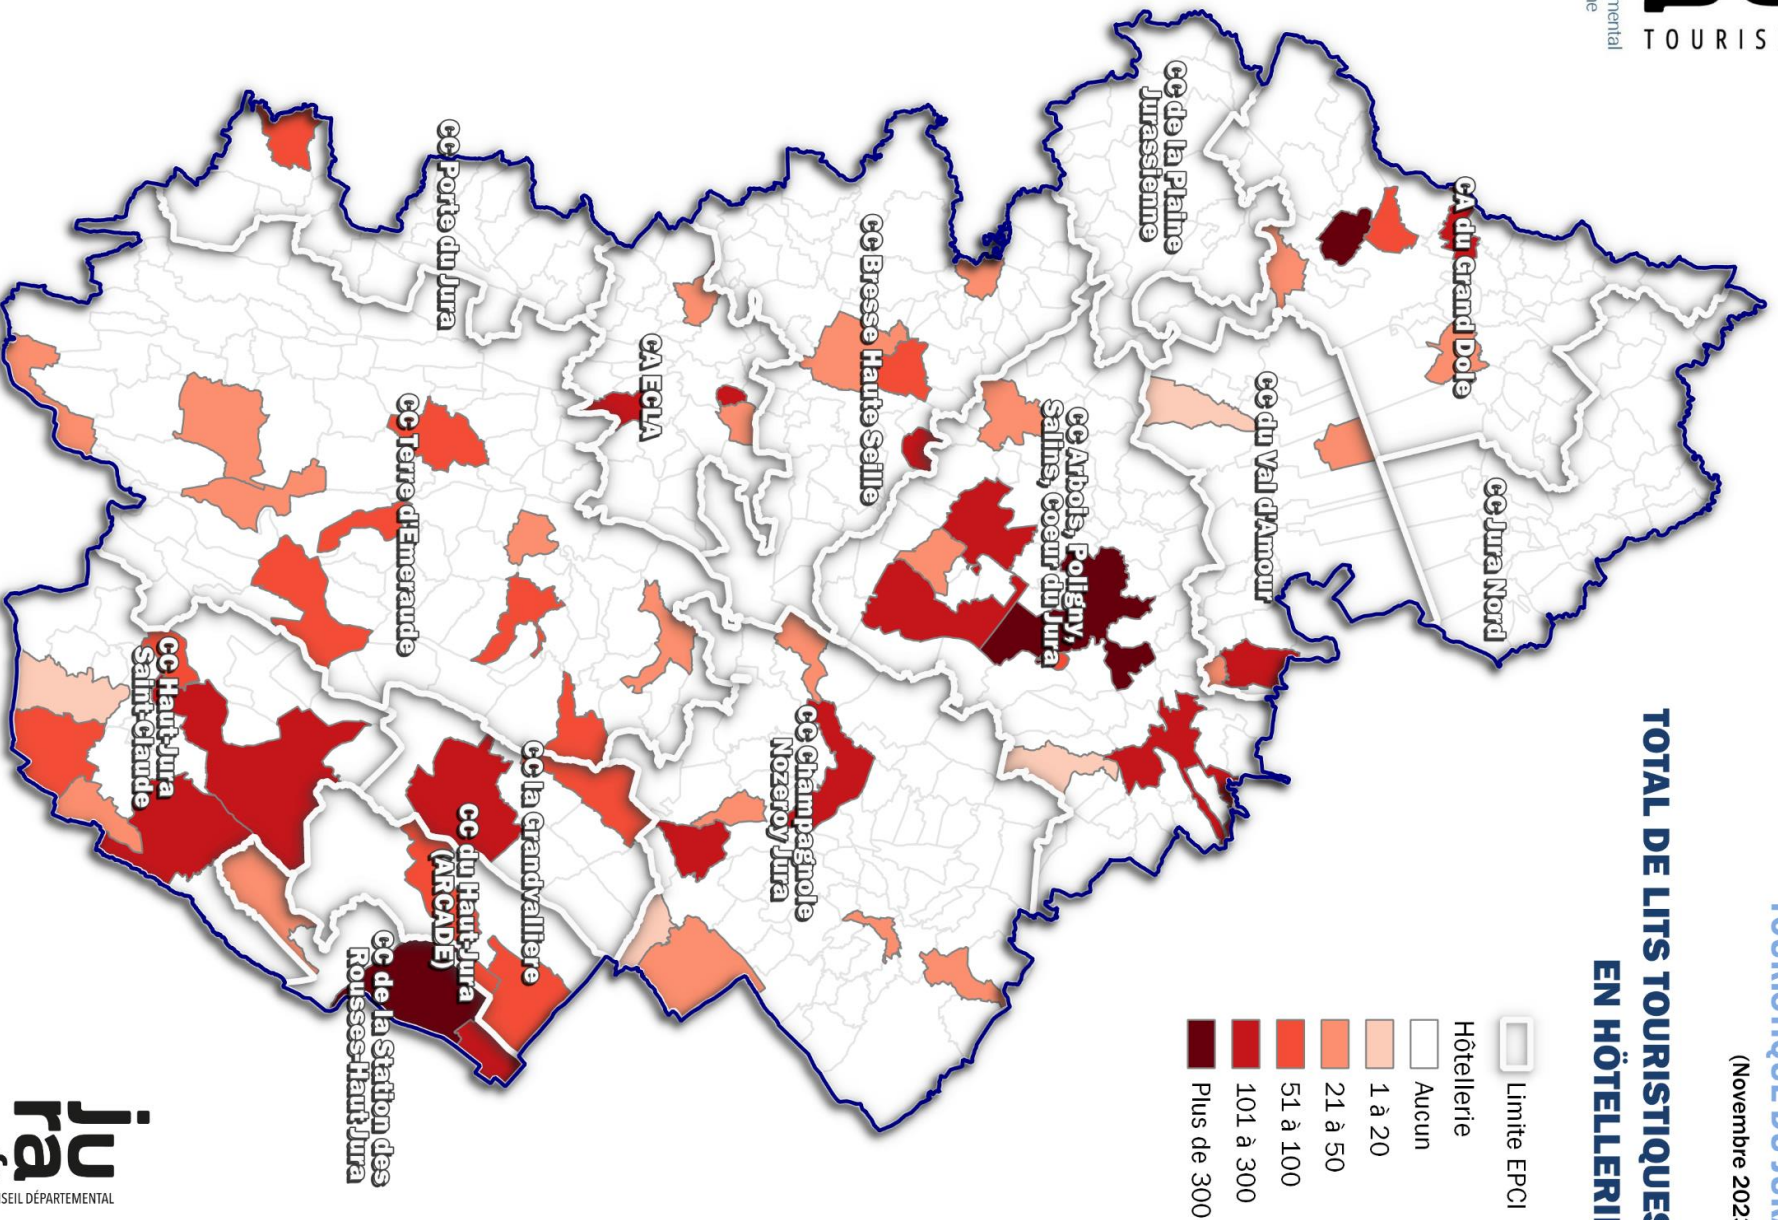 TOURIS
mental
(Novembre 202
TOTAL DE LITS TOURISTIQUES
EN HÖTELLERI
Limite EPCI
Hôtellerie
Aucun
1 à 20
21 à 50
51 à 100
101 à 300
Plus de 300
CC Jura Nord
CA du Grand Dole
CC du Val d'Amour
CC de la Plaine
Jurassienne
CC Arbois, Poligny,
Salins, Coeur du Jura
CC Bresse Haute Seille
CC Champagnole
Nozeroy Jura
CA ECLA
CC la Grandvalliere
CC du Haut Jura
(ARCADE)
CC Porte du Jura
CC Terre d'Emeraude
CC de la Station des
Rousses-Haut Jura
CC Haut-Jura
Saint-Claude
jura
SEIL DÉPARTEMENTAL